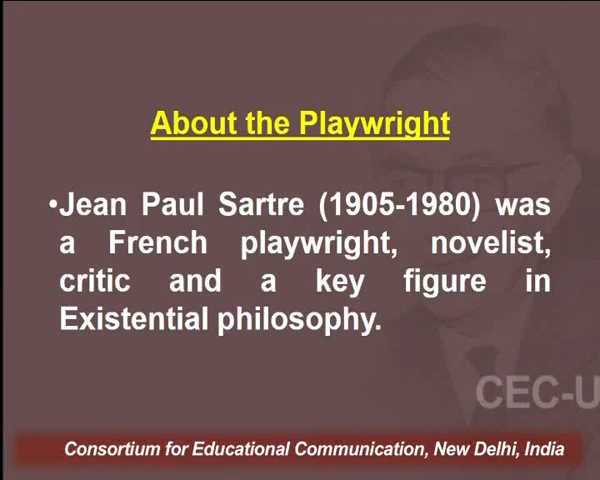 About the Playwright
•Jean Paul Sartre (1905-1980) was
a French playwright, novelist,
critic and a key figure in
Existential philosophy.
CEC-U
Consortium for Educational Communication, New Delhi, India